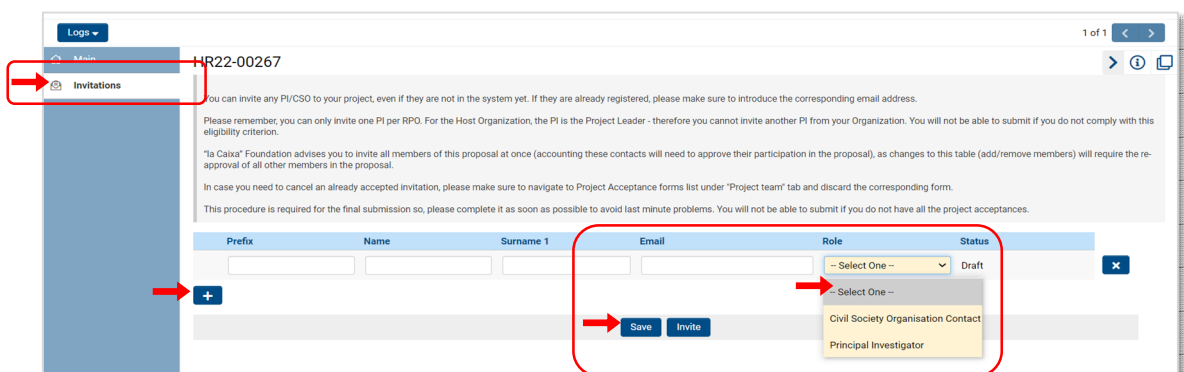 Logs
1 of 1
Main
Invitations
HR22-00267
You can invite any PI/CSO to your project, even if they are not in the system yet. If they are already registered, please make sure to introduce the corresponding email address.
Please remember, you can only invite one PI per RPO. For the Host Organization, the PI is the Project Leader - therefore you cannot invite another PI from your Organization. You will not be able to submit if you do not comply with this
eligibility criterion.
"la Caixa" Foundation advises you to invite all members of this proposal at once (accounting these contacts will need to approve their participation in the proposal), as changes to this table (add/remove members) will require the re-
approval of all other members in the proposal.
In case you need to cancel an already accepted invitation, please make sure to navigate to Project Acceptance forms list under "Project team" tab and discard the corresponding form.
This procedure is required for the final submission so, please complete it as soon as possible to avoid last minute problems. You will not be able to submit if you do not have all the project acceptances.
Prefix Name Surname 1 Email Role Status
-- Select One -- Draft
-- Select One --
Civil Society Organisation Contact
Principal Investigator
Save Invite